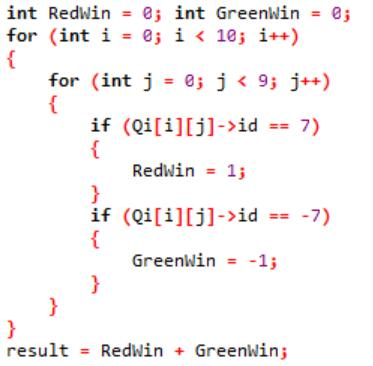 int RedWin = 0; int GreenWin = 0;
for (int i = 0; i < 10; i++)
{
    for (int j = 0; j < 9; j++)
    {
        if (Qi[i][j]->id == 7)
        {
            RedWin = 1;
        }
        if (Qi[i][j]->id == -7)
        {
            GreenWin = -1;
        }
    }
}
result = RedWin + GreenWin;